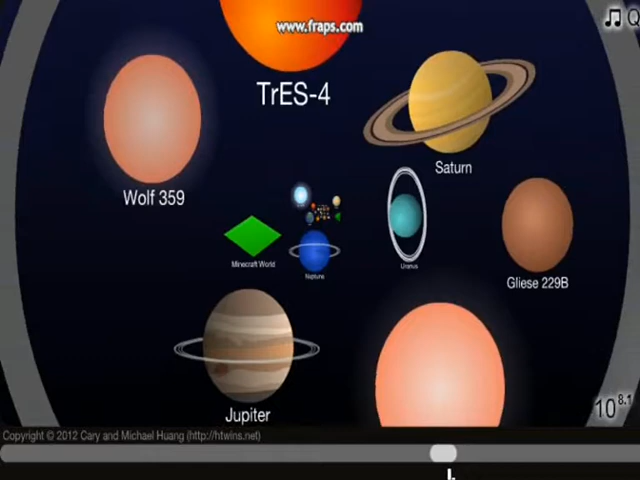 www.fraps.com
TrES-4
Saturn
Wolf 359
Minecraft World
Neptune
Uranus
Gliese 229B
Jupiter
10^8.1
Copyright © 2012 Cary and Michael Huang (http://htwins.net)